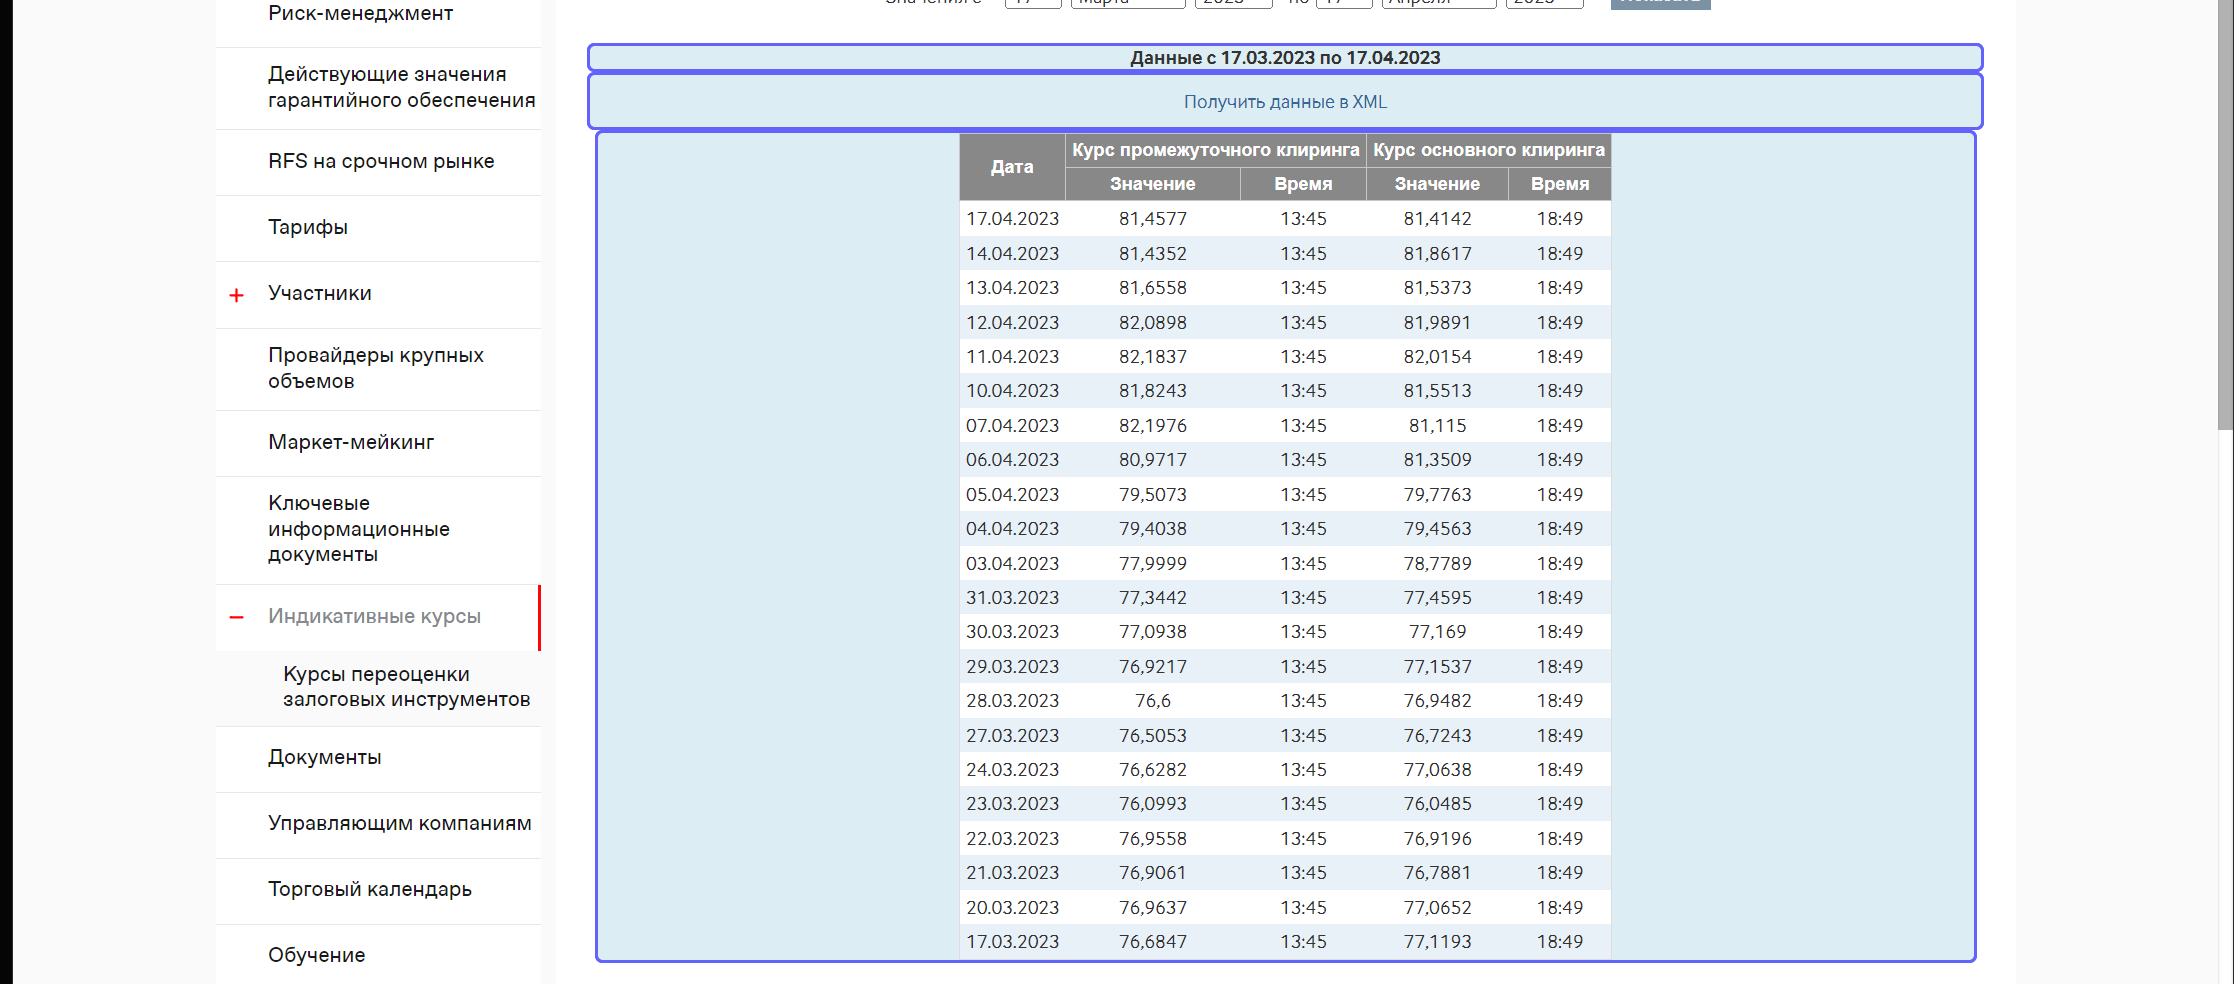 Риск-менеджмент
Действующие значения
гарантийного обеспечения
RFS на срочном рынке
Тарифы
+ Участники
Провайдеры крупных
объемов
Маркет-мейкинг
Ключевые
информационные
документы
− Индикативные курсы
Курсы переоценки
залоговых инструментов
Документы
Управляющим компаниям
Торговый календарь
Обучение
Значения с 17 Марта 2023 по 17 Апреля 2023 Показать
Данные с 17.03.2023 по 17.04.2023
Получить данные в XML
Дата Курс промежуточного клиринга Курс основного клиринга
Значение Время Значение Время
17.04.2023 81,4577 13:45 81,4142 18:49
14.04.2023 81,4352 13:45 81,8617 18:49
13.04.2023 81,6558 13:45 81,5373 18:49
12.04.2023 82,0898 13:45 81,9891 18:49
11.04.2023 82,1837 13:45 82,0154 18:49
10.04.2023 81,8243 13:45 81,5513 18:49
07.04.2023 82,1976 13:45 81,115 18:49
06.04.2023 80,9717 13:45 81,3509 18:49
05.04.2023 79,5073 13:45 79,7763 18:49
04.04.2023 79,4038 13:45 79,4563 18:49
03.04.2023 77,9999 13:45 78,7789 18:49
31.03.2023 77,3442 13:45 77,4595 18:49
30.03.2023 77,0938 13:45 77,169 18:49
29.03.2023 76,9217 13:45 77,1537 18:49
28.03.2023 76,6 13:45 76,9482 18:49
27.03.2023 76,5053 13:45 76,7243 18:49
24.03.2023 76,6282 13:45 77,0638 18:49
23.03.2023 76,0993 13:45 76,0485 18:49
22.03.2023 76,9558 13:45 76,9196 18:49
21.03.2023 76,9061 13:45 76,7881 18:49
20.03.2023 76,9637 13:45 77,0652 18:49
17.03.2023 76,6847 13:45 77,1193 18:49